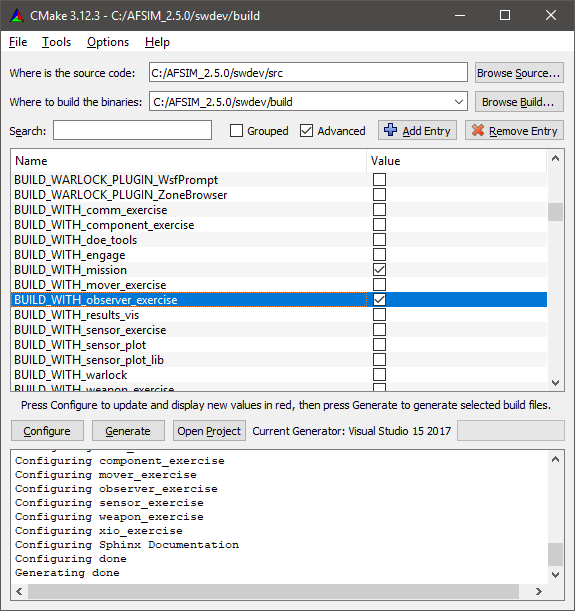 CMake 3.12.3 - C:/AFSIM_2.5.0/swdev/build
File Tools Options Help
Where is the source code: C:/AFSIM_2.5.0/swdev/src Browse Source...
Where to build the binaries: C:/AFSIM_2.5.0/swdev/build Browse Build...
Search: Grouped Advanced Add Entry Remove Entry
Name Value
BUILD_WARLOCK_PLUGIN_WsfPrompt
BUILD_WARLOCK_PLUGIN_ZoneBrowser
BUILD_WITH_comm_exercise
BUILD_WITH_component_exercise
BUILD_WITH_doe_tools
BUILD_WITH_engage
BUILD_WITH_mission
BUILD_WITH_mover_exercise
BUILD_WITH_observer_exercise
BUILD_WITH_results_vis
BUILD_WITH_sensor_exercise
BUILD_WITH_sensor_plot
BUILD_WITH_sensor_plot_lib
BUILD_WITH_warlock
BUILD_WITH_weapon_exercise
Press Configure to update and display new values in red, then press Generate to generate selected build files.
Configure Generate Open Project Current Generator: Visual Studio 15 2017
Configuring component_exercise
Configuring mover_exercise
Configuring observer_exercise
Configuring sensor_exercise
Configuring weapon_exercise
Configuring xio_exercise
Configuring Sphinx Documentation
Configuring done
Generating done